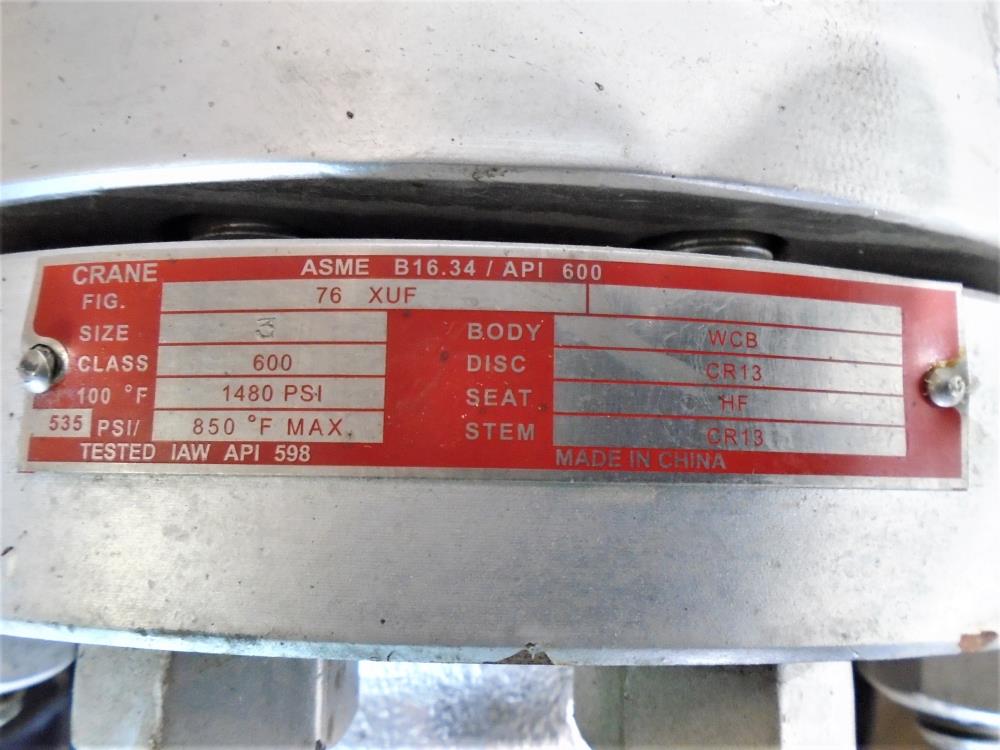 CRANE ASME B16.34 / API 600
FIG. 76 XUF
SIZE 3 BODY WCB
CLASS 600 DISC CR13
100 °F 1480 PSI SEAT HF
535 PSI/ 850 °F MAX. STEM CR13
TESTED IAW API 598 MADE IN CHINA